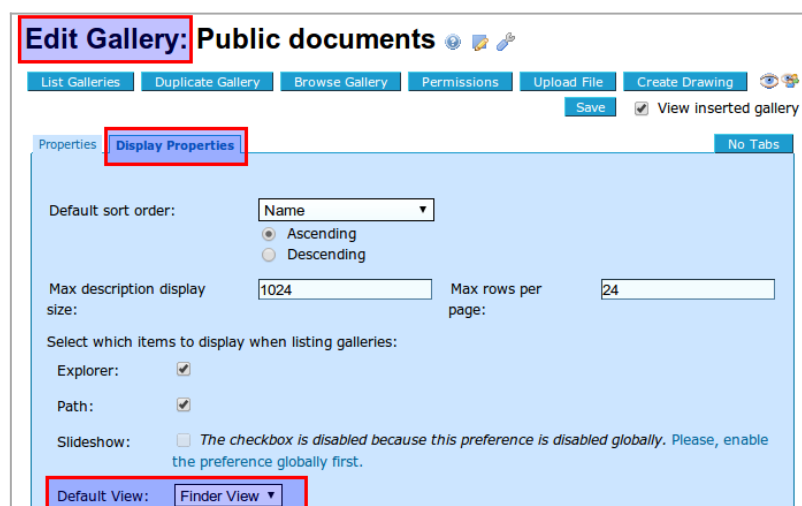 Edit Gallery: Public documents
List Galleries Duplicate Gallery Browse Gallery Permissions Upload File Create Drawing
Save View inserted gallery
Properties Display Properties No Tabs
Default sort order: Name
Ascending
Descending
Max description display size: 1024 Max rows per page: 24
Select which items to display when listing galleries:
Explorer:
Path:
Slideshow: The checkbox is disabled because this preference is disabled globally. Please, enable
the preference globally first.
Default View: Finder View